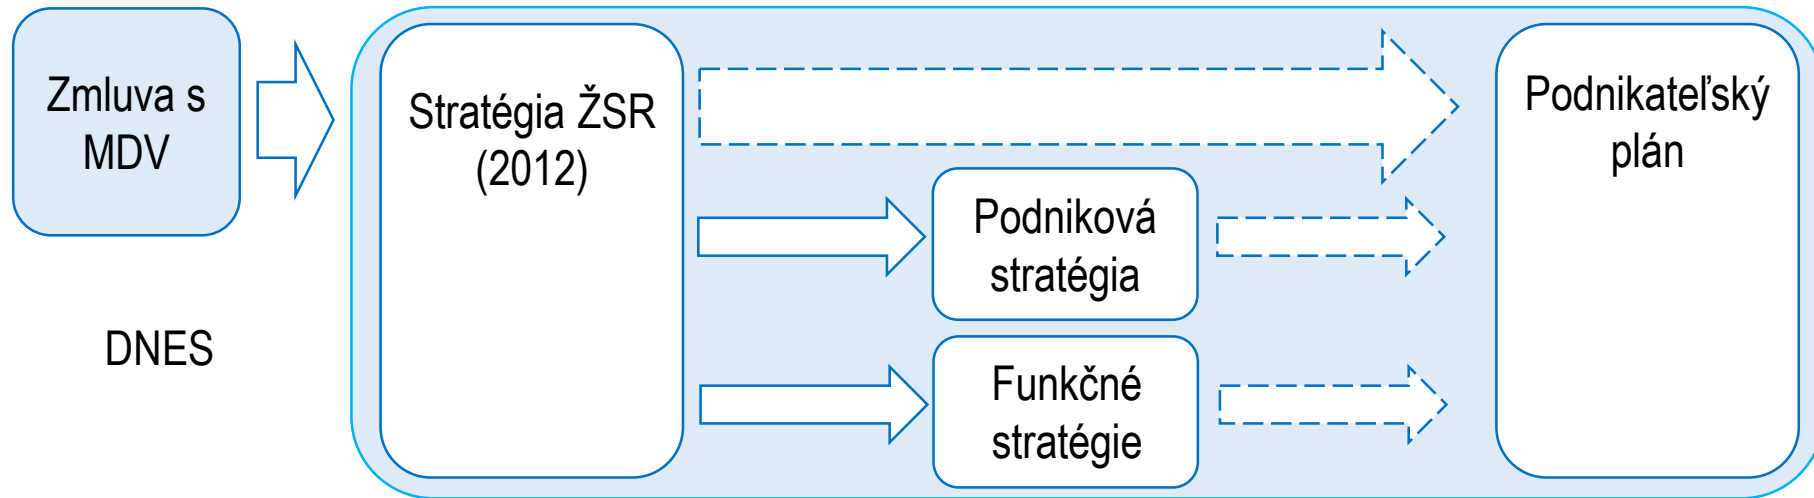 Zmluva s
MDV
DNES
Stratégia ŽSR
(2012)
Podniková
stratégia
Funkčné
stratégie
Podnikateľský
plán